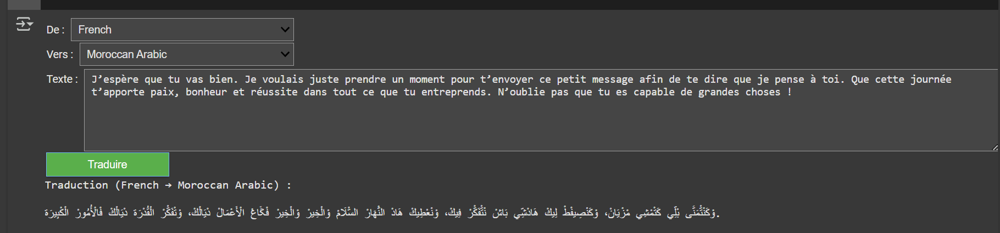 De :
French
Vers :
Moroccan Arabic
Texte :
J’espère que tu vas bien. Je voulais juste prendre un moment pour t’envoyer ce petit message afin de te dire que je pense à toi. Que cette journée
t’apporte paix, bonheur et réussite dans tout ce que tu entreprends. N’oublie pas que tu es capable de grandes choses !
Traduire
Traduction (French → Moroccan Arabic) :
وْكَنْتّْمَنَّى بْلِّي كَتْمْشِي مْزْيَانْ، وْكَنْصِيفْطْ لِيكْ هَادْشّي بَاشْ نْتّْفَكّْرْ فِيكْ، وْنْعْطِيكْ هَادْ النّْهَارْ السّْلَامْ وْالْخِيرْ وْالْخِيرْ فْݣَاعْ الْأَعْمَالْ دْيَالْكْ، وْتْفَكّْرْ الْقُدْرَة دْيَالْكْ فْالْأُمُورْ الْكْبِيرَة.